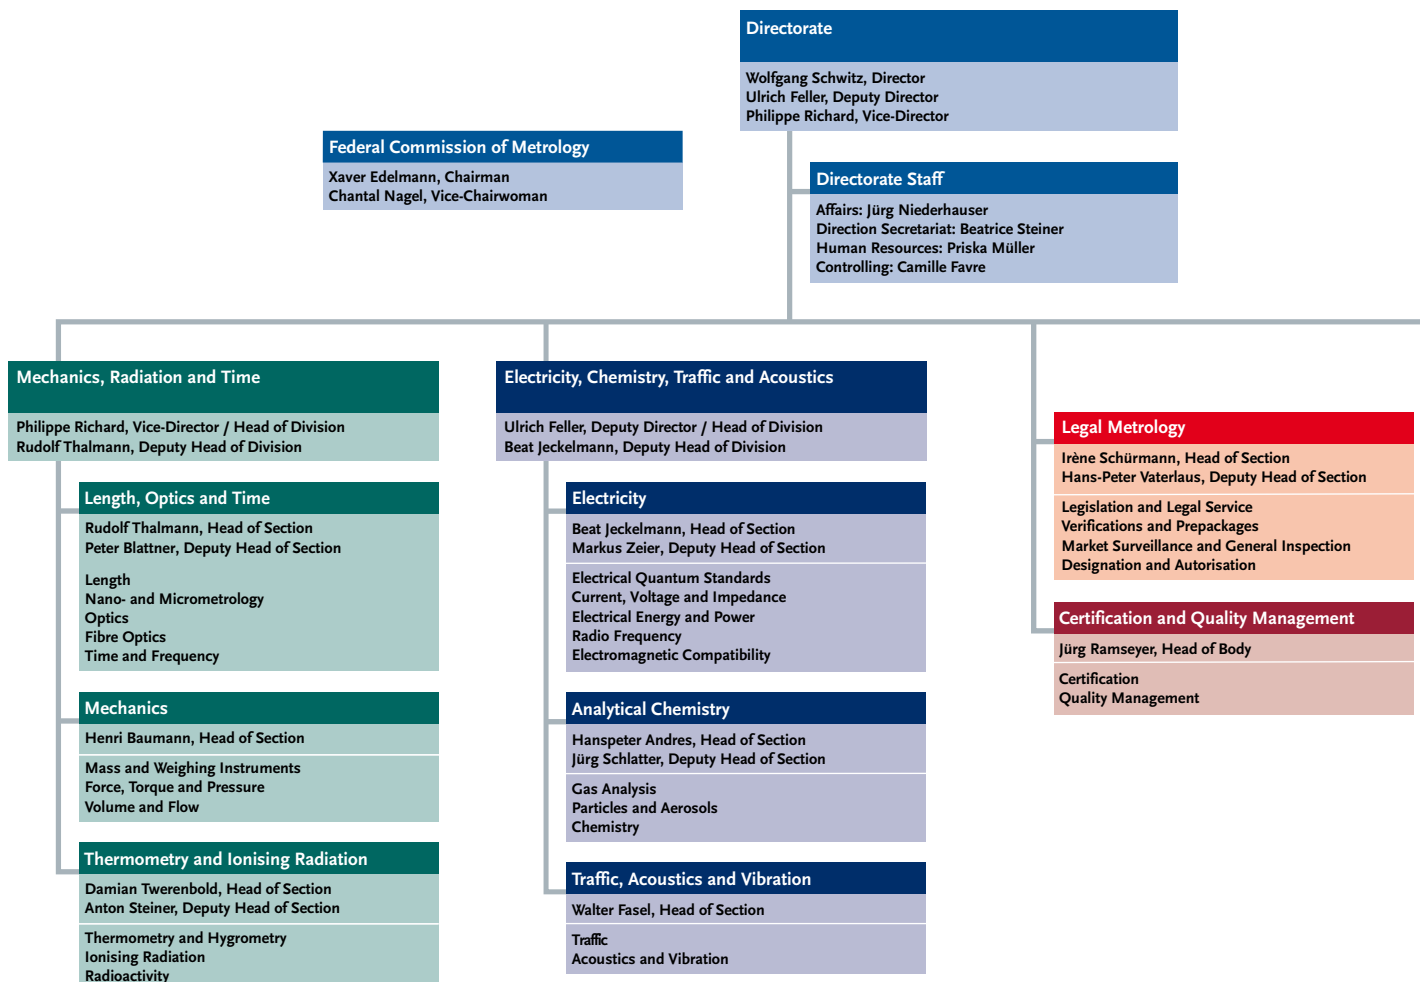 Directorate
Wolfgang Schwitz, Director
Ulrich Feller, Deputy Director
Philippe Richard, Vice-Director
Federal Commission of Metrology
Xaver Edelmann, Chairman
Chantal Nagel, Vice-Chairwoman
Directorate Staff
Affairs: Jürg Niederhauser
Direction Secretariat: Beatrice Steiner
Human Resources: Priska Müller
Controlling: Camille Favre
Mechanics, Radiation and Time
Philippe Richard, Vice-Director / Head of Division
Rudolf Thalmann, Deputy Head of Division
Length, Optics and Time
Rudolf Thalmann, Head of Section
Peter Blattner, Deputy Head of Section
Length
Nano- and Micrometrology
Optics
Fibre Optics
Time and Frequency
Mechanics
Henri Baumann, Head of Section
Mass and Weighing Instruments
Force, Torque and Pressure
Volume and Flow
Thermometry and Ionising Radiation
Damian Twerenbold, Head of Section
Anton Steiner, Deputy Head of Section
Thermometry and Hygrometry
Ionising Radiation
Radioactivity
Electricity, Chemistry, Traffic and Acoustics
Ulrich Feller, Deputy Director / Head of Division
Beat Jeckelmann, Deputy Head of Division
Electricity
Beat Jeckelmann, Head of Section
Markus Zeier, Deputy Head of Section
Electrical Quantum Standards
Current, Voltage and Impedance
Electrical Energy and Power
Radio Frequency
Electromagnetic Compatibility
Analytical Chemistry
Hanspeter Andres, Head of Section
Jürg Schlatter, Deputy Head of Section
Gas Analysis
Particles and Aerosols
Chemistry
Traffic, Acoustics and Vibration
Walter Fasel, Head of Section
Traffic
Acoustics and Vibration
Legal Metrology
Irène Schürmann, Head of Section
Hans-Peter Vaterlaus, Deputy Head of Section
Legislation and Legal Service
Verifications and Prepackages
Market Surveillance and General Inspection
Designation and Autorisation
Certification and Quality Management
Jürg Ramseyer, Head of Body
Certification
Quality Management